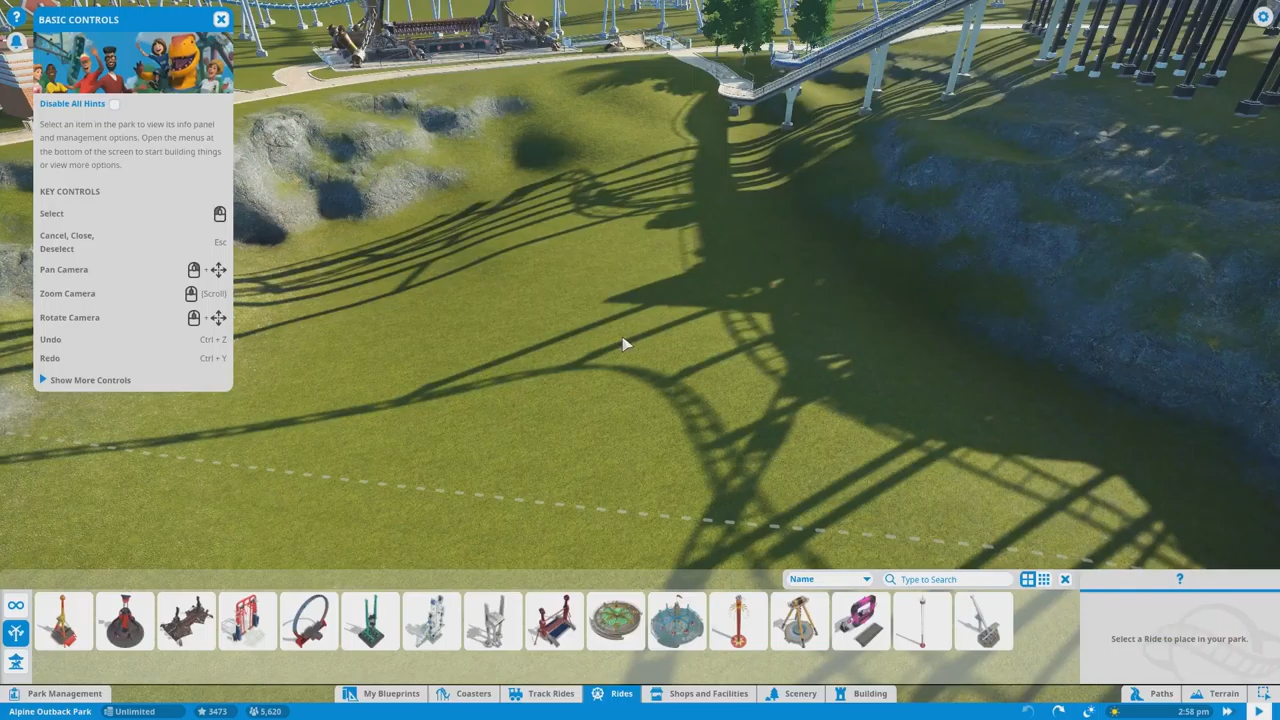 BASIC CONTROLS
Disable All Hints
Select an item in the park to view its info panel
and management options. Open the menus at
the bottom of the screen to start building things
or view more options.
KEY CONTROLS
Select
Cancel, Close,
Deselect
Esc
Pan Camera
+
Zoom Camera
[Scroll]
Rotate Camera
+
Undo
Ctrl + Z
Redo
Ctrl + Y
Show More Controls
Name
Type to Search
?
Select a Ride to place in your park.
Park Management
My Blueprints
Coasters
Track Rides
Rides
Shops and Facilities
Scenery
Building
Paths
Terrain
Alpine Outback Park
Unlimited
3473
5,620
2:58 pm